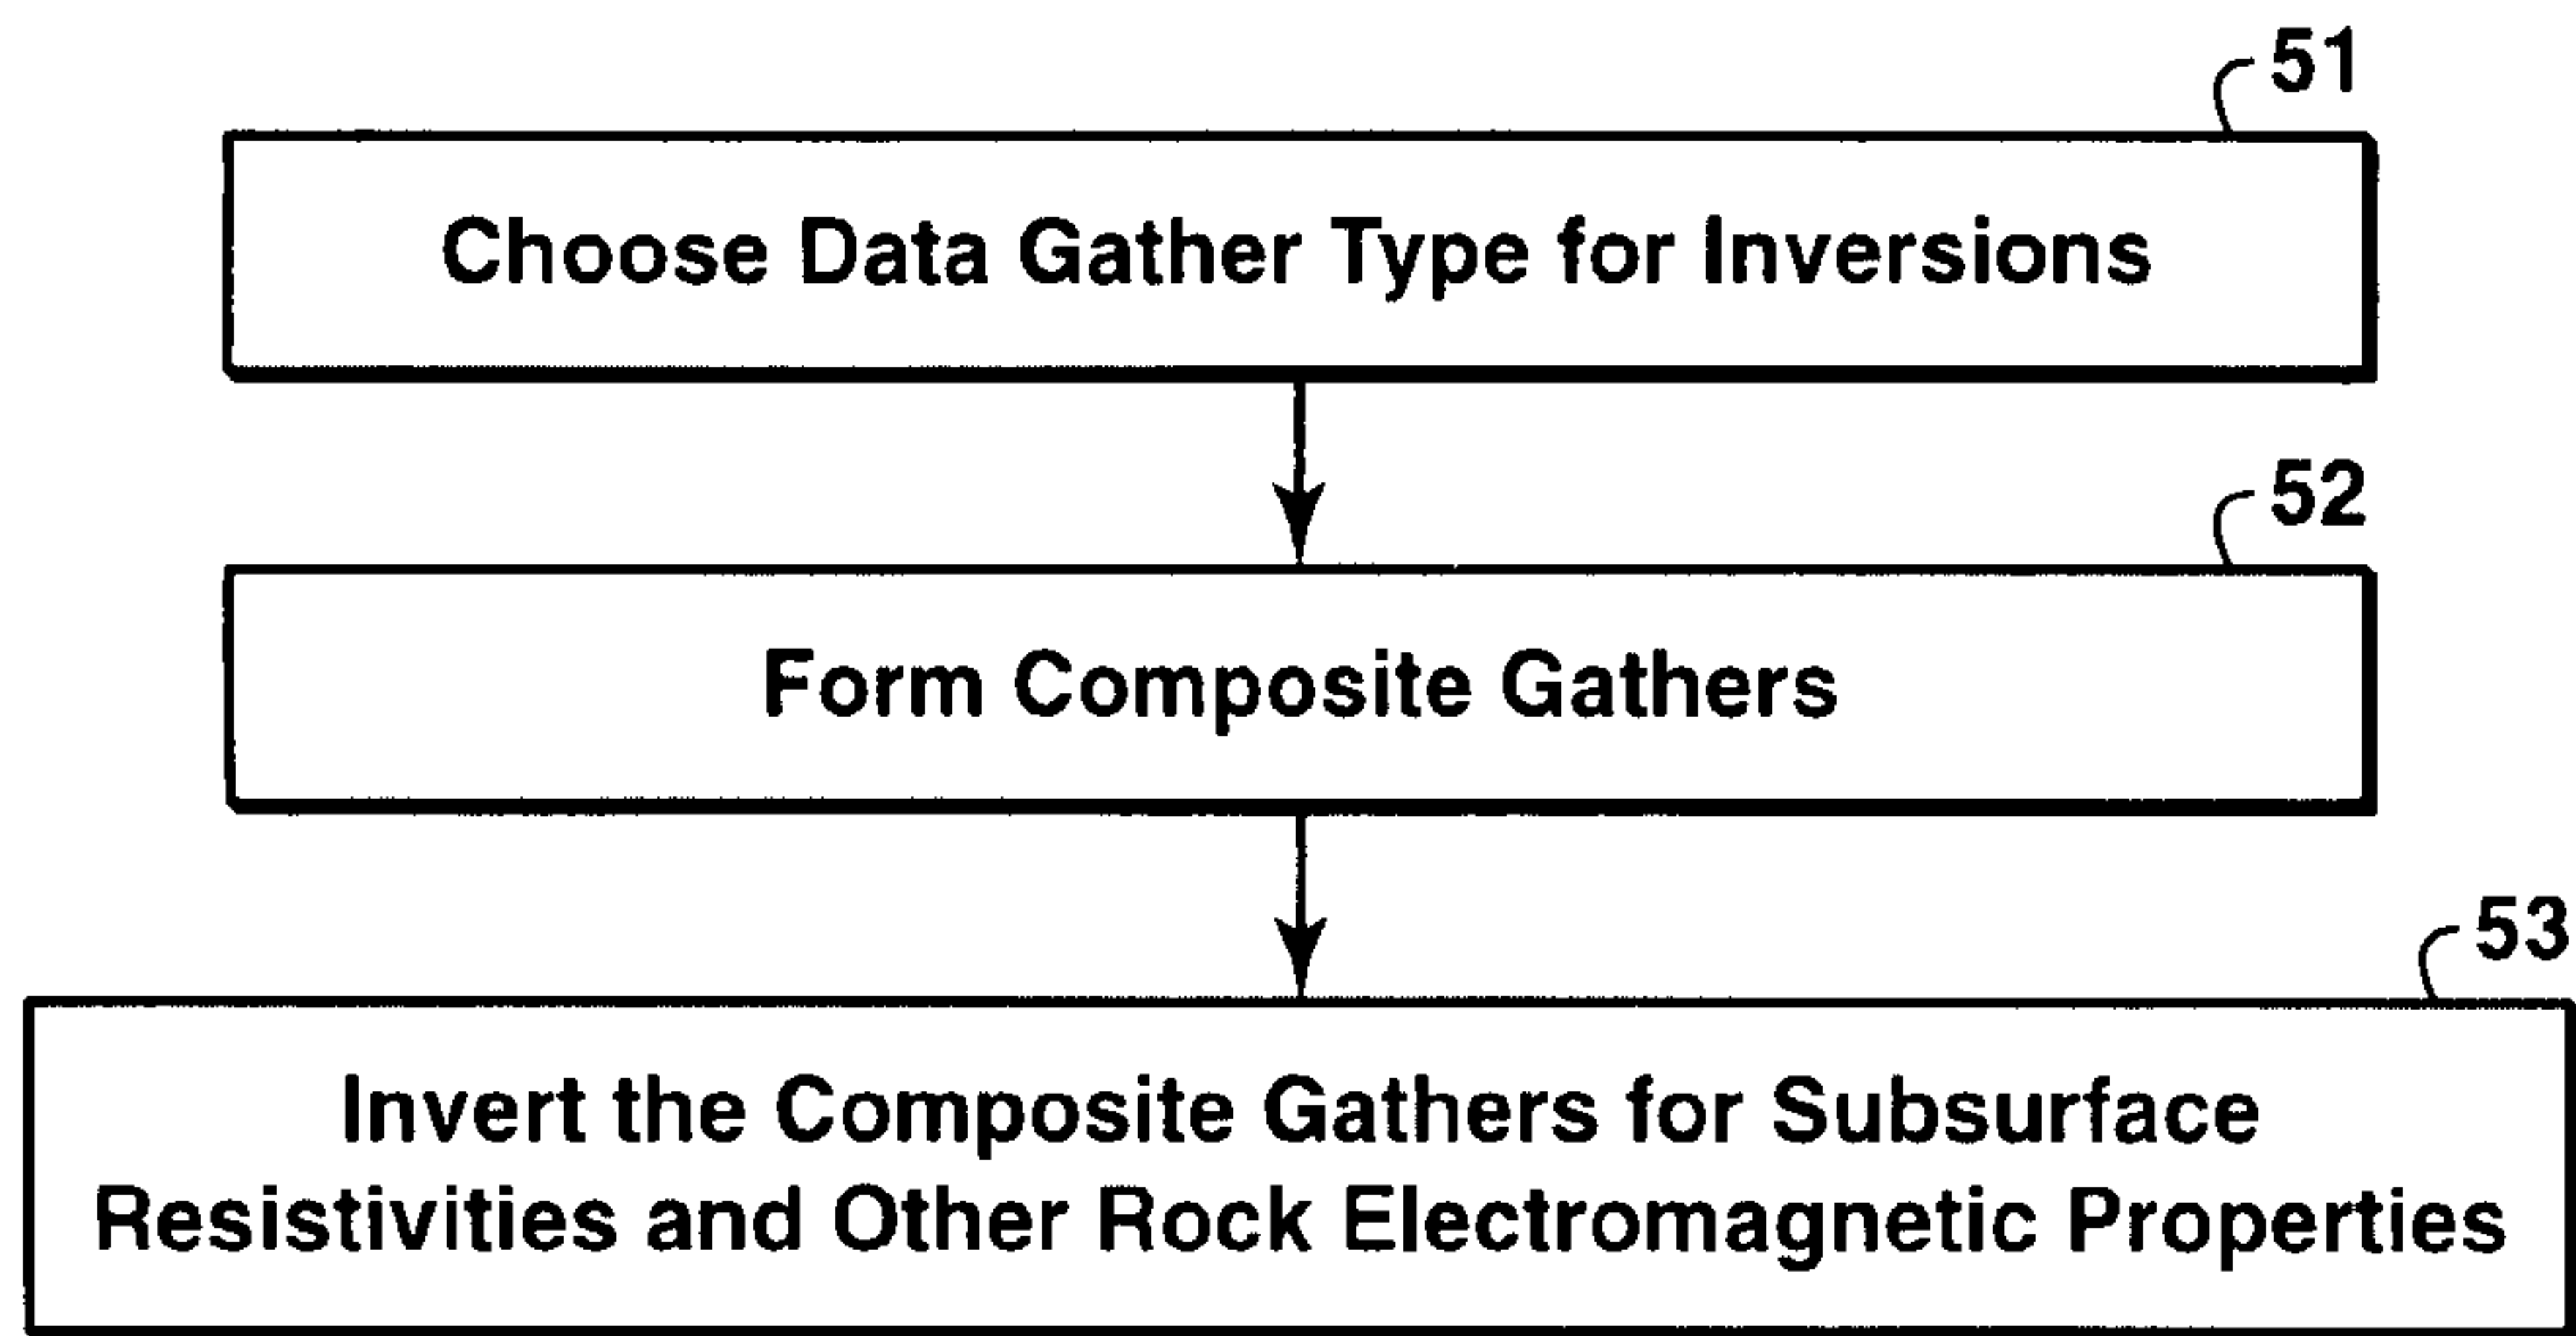 51
Choose Data Gather Type for Inversions
52
Form Composite Gathers
53
Invert the Composite Gathers for Subsurface
Resistivities and Other Rock Electromagnetic Properties